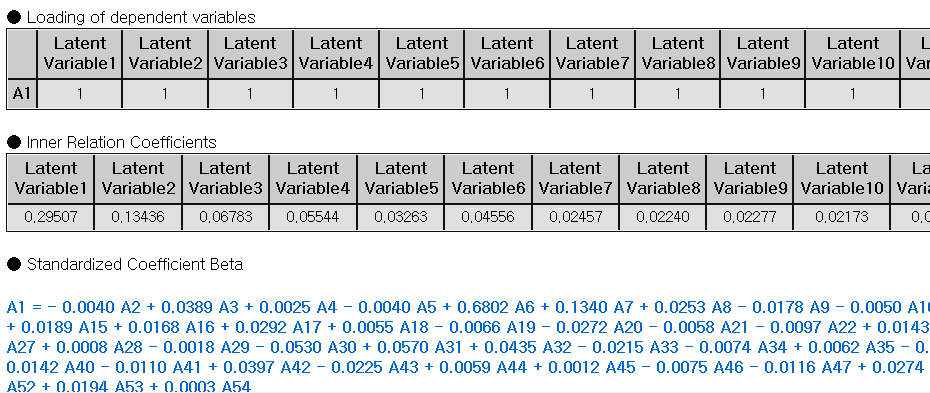 ● Loading of dependent variables
Latent Latent Latent Latent Latent Latent Latent Latent Latent Latent L
Variable1 Variable2 Variable3 Variable4 Variable5 Variable6 Variable7 Variable8 Variable9 Variable10 Var
A1 1 1 1 1 1 1 1 1 1 1
● Inner Relation Coefficients
Latent Latent Latent Latent Latent Latent Latent Latent Latent Latent La
Variable1 Variable2 Variable3 Variable4 Variable5 Variable6 Variable7 Variable8 Variable9 Variable10 Varia
0,29507 0,13436 0,06783 0,05544 0,03263 0,04556 0,02457 0,02240 0,02277 0,02173 0,0
● Standardized Coefficient Beta
A1 = − 0.0040 A2 + 0.0389 A3 + 0.0025 A4 − 0.0040 A5 + 0.6802 A6 + 0.1340 A7 + 0.0253 A8 − 0.0178 A9 − 0.0050 A10
+ 0.0189 A15 + 0.0168 A16 + 0.0292 A17 + 0.0055 A18 − 0.0066 A19 − 0.0272 A20 − 0.0058 A21 − 0.0097 A22 + 0.0143
A27 + 0.0008 A28 − 0.0018 A29 − 0.0530 A30 + 0.0570 A31 + 0.0435 A32 − 0.0215 A33 − 0.0074 A34 + 0.0062 A35 − 0.
0.0142 A40 − 0.0110 A41 + 0.0397 A42 − 0.0225 A43 + 0.0059 A44 + 0.0012 A45 − 0.0075 A46 − 0.0116 A47 + 0.0274
A52 + 0.0194 A53 + 0.0003 A54